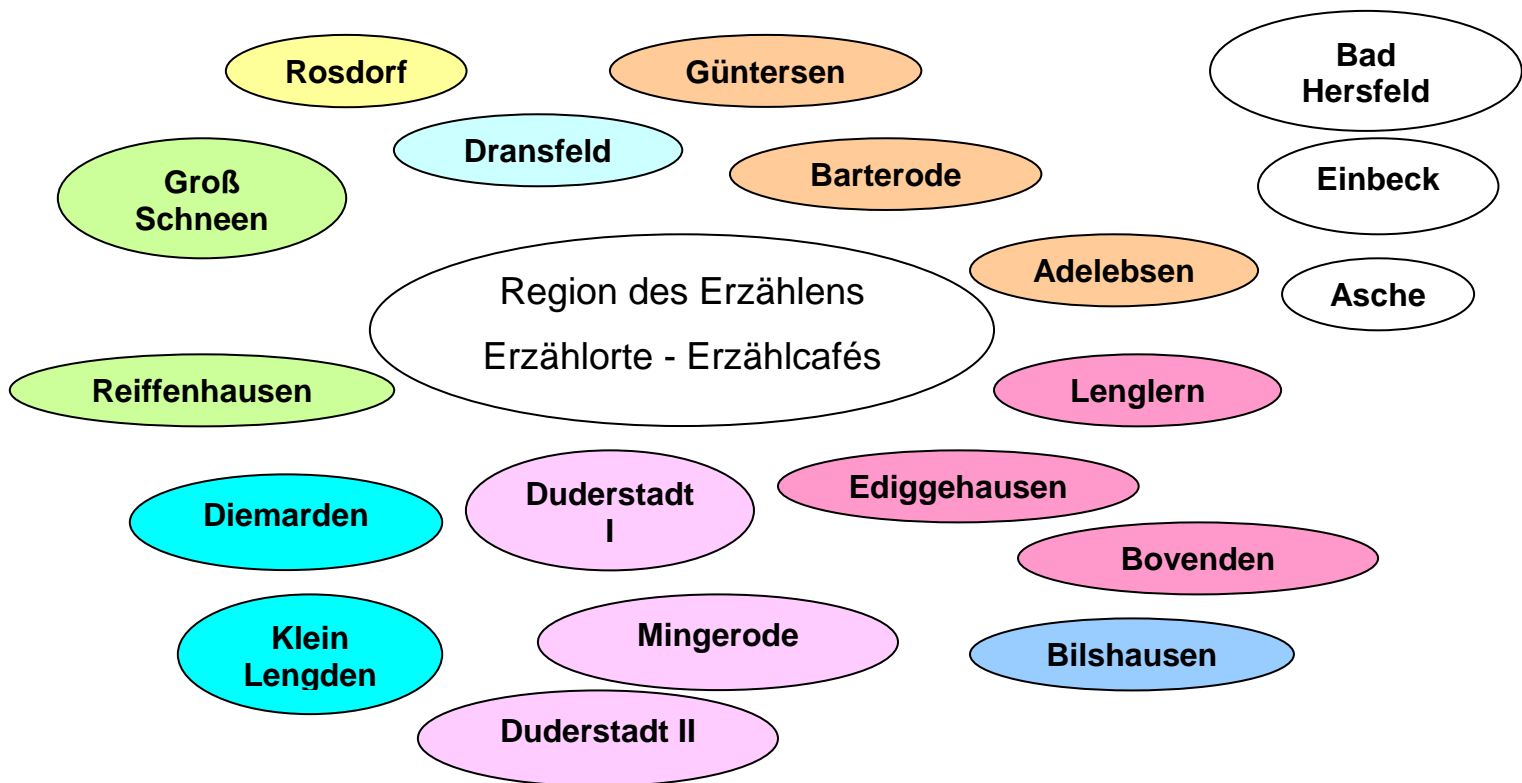 Rosdorf
Güntersen
Bad
Hersfeld
Dransfeld
Barterode
Einbeck
Groß
Schneen
Adelebsen
Asche
Region des Erzählens
Erzählorte - Erzählcafés
Reiffenhausen
Lenglern
Diemarden
Duderstadt
I
Ediggehausen
Bovenden
Klein
Lengden
Mingerode
Bilshausen
Duderstadt II